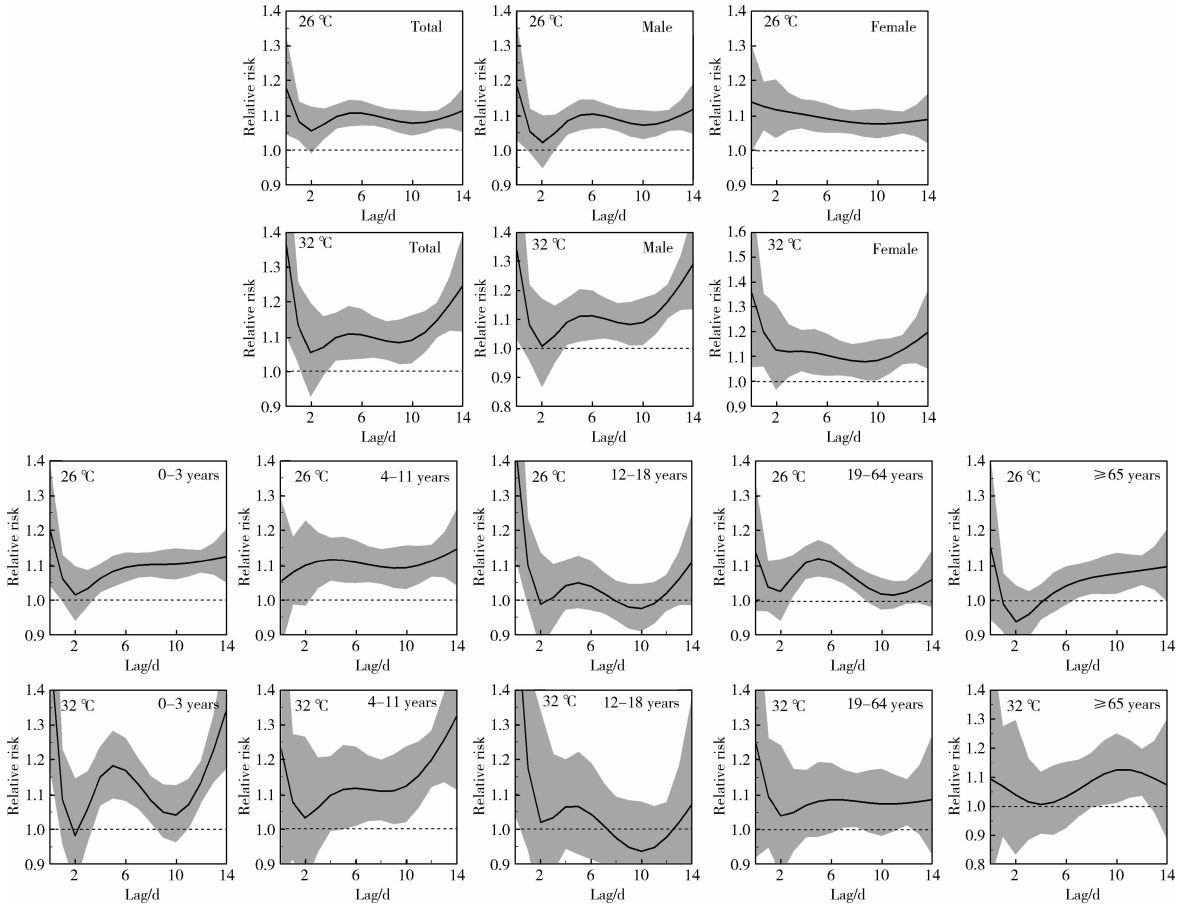 26 ℃ Total
Relative risk
1.4
1.3
1.2
1.1
1.0
0.9
2 6 10 14
Lag/d
26 ℃ Male
Relative risk
1.4
1.3
1.2
1.1
1.0
0.9
2 6 10 14
Lag/d
26 ℃ Female
Relative risk
1.4
1.3
1.2
1.1
1.0
0.9
2 6 10 14
Lag/d
32 ℃ Total
Relative risk
1.4
1.3
1.2
1.1
1.0
0.9
2 6 10 14
Lag/d
32 ℃ Male
Relative risk
1.4
1.3
1.2
1.1
1.0
0.9
0.8
2 6 10 14
Lag/d
32 ℃ Female
Relative risk
1.6
1.5
1.4
1.3
1.2
1.1
1.0
0.9
2 6 10 14
Lag/d
26 ℃ 0–3 years
Relative risk
1.4
1.3
1.2
1.1
1.0
0.9
2 6 10 14
Lag/d
26 ℃ 4–11 years
Relative risk
1.4
1.3
1.2
1.1
1.0
0.9
2 6 10 14
Lag/d
26 ℃ 12–18 years
Relative risk
1.4
1.3
1.2
1.1
1.0
0.9
2 6 10 14
Lag/d
26 ℃ 19–64 years
Relative risk
1.4
1.3
1.2
1.1
1.0
0.9
2 6 10 14
Lag/d
26 ℃ ≥65 years
Relative risk
1.4
1.3
1.2
1.1
1.0
0.9
2 6 10 14
Lag/d
32 ℃ 0–3 years
Relative risk
1.4
1.3
1.2
1.1
1.0
0.9
2 6 10 14
Lag/d
32 ℃ 4–11 years
Relative risk
1.4
1.3
1.2
1.1
1.0
0.9
2 6 10 14
Lag/d
32 ℃ 12–18 years
Relative risk
1.4
1.3
1.2
1.1
1.0
0.9
2 6 10 14
Lag/d
32 ℃ 19–64 years
Relative risk
1.4
1.3
1.2
1.1
1.0
0.9
2 6 10 14
Lag/d
32 ℃ ≥65 years
Relative risk
1.4
1.3
1.2
1.1
1.0
0.9
0.8
2 6 10 14
Lag/d